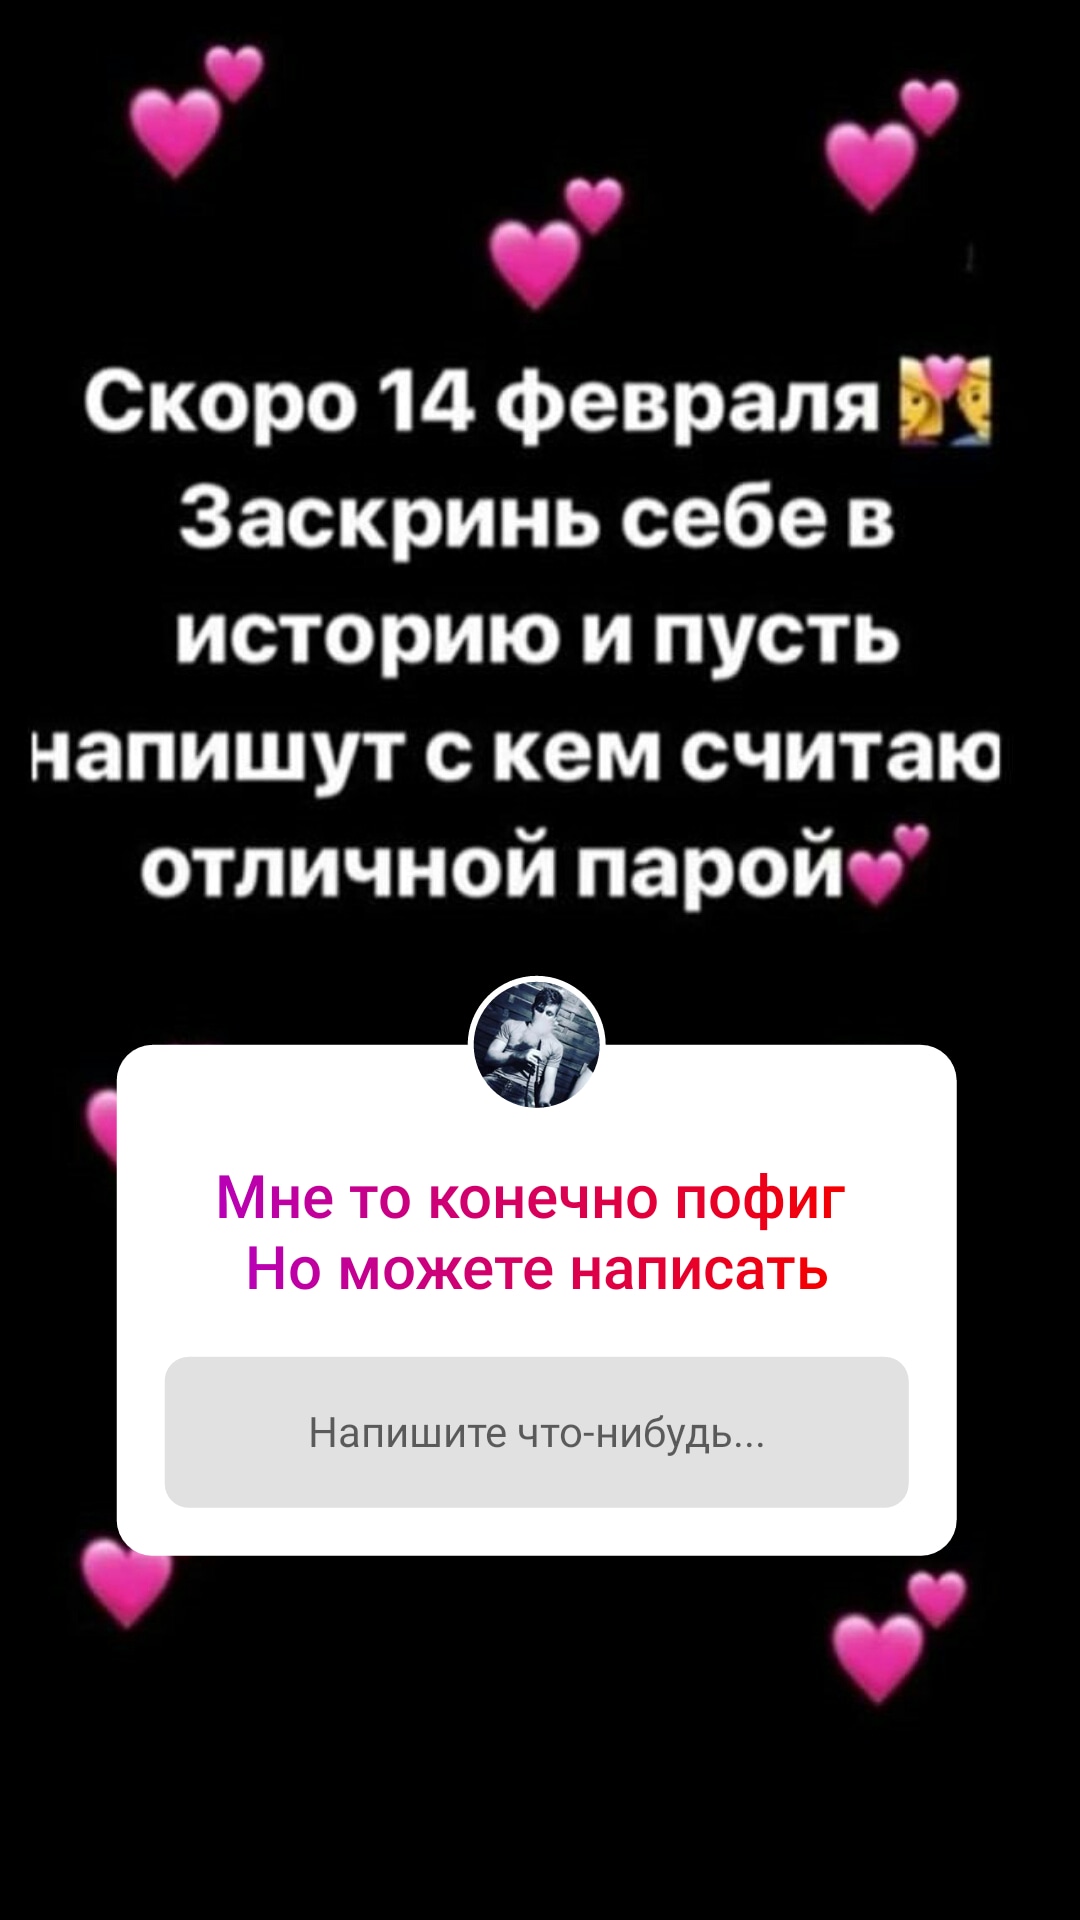 Скоро 14 февраля
Заскринь себе в
историю и пусть
напишут с кем считаю
отличной парой
Мне то конечно пофиг
Но можете написать
Напишите что-нибудь...